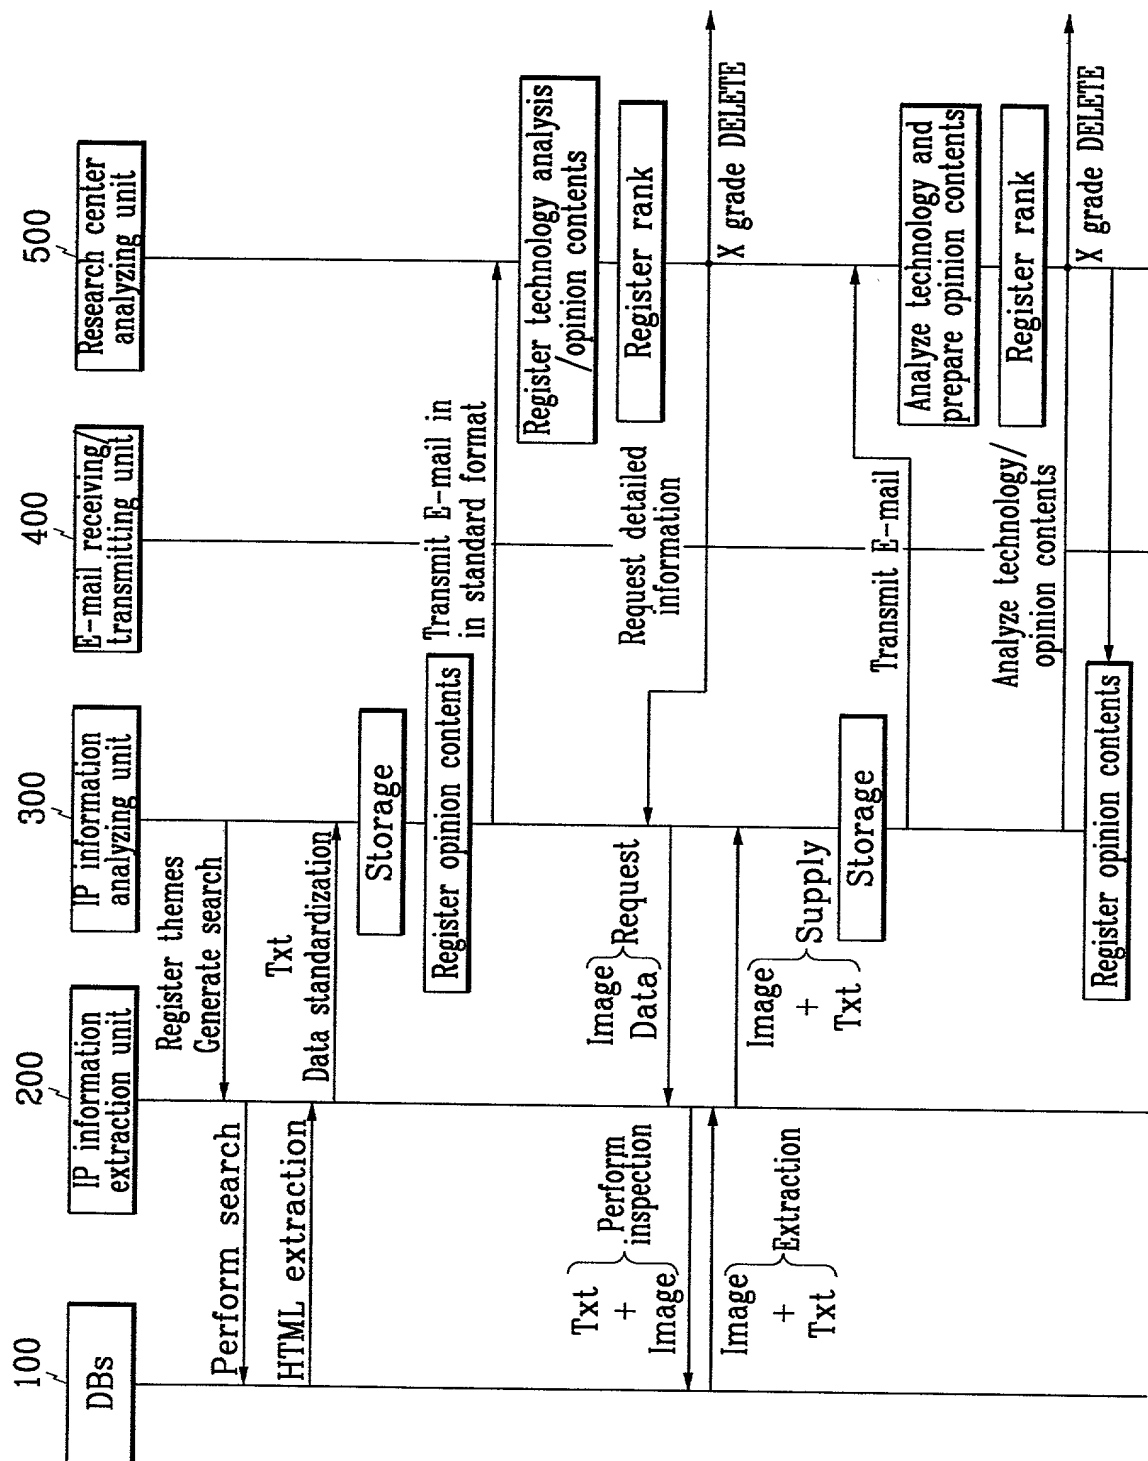 100
DBs
200
IP information
extraction unit
300
IP information
analyzing unit
400
E-mail receiving/
transmitting unit
500
Research center
analyzing unit
Register themes
Generate search
Perform search
HTML extraction
Txt
Data standardization
Storage
Register opinion contents
Transmit E-mail in
in standard format
Register technology analysis
/opinion contents
Register rank
Request detailed
information
X grade DELETE
Image
Data
Request
Txt
+
Image
Perform
inspection
Image
+
Txt
Extraction
Image
+
Txt
Supply
Storage
Transmit E-mail
Analyze technology and
prepare opinion contents
Register rank
Analyze technology/
opinion contents
X grade DELETE
Register opinion contents